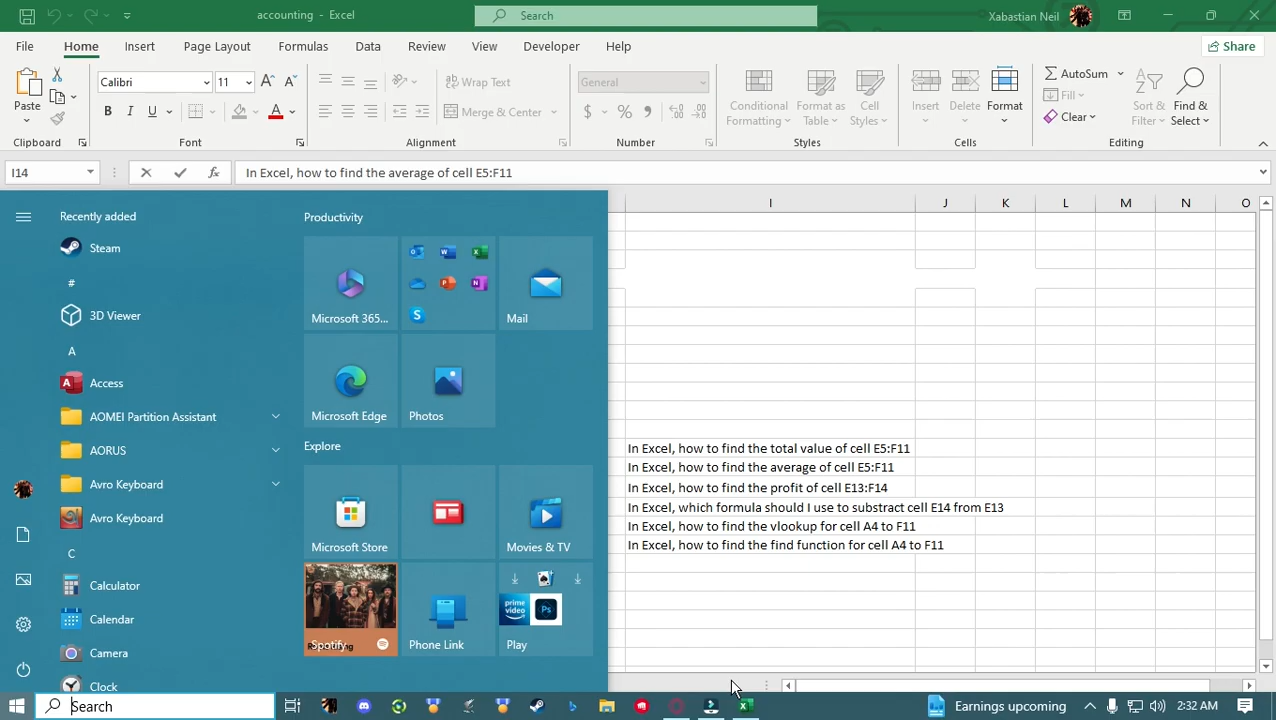 accounting - Excel
Search
Xabastian Neil
File Home Insert Page Layout Formulas Data Review View Developer Help
Share
Paste
Clipboard
Calibri 11
B I U
Font
Wrap Text
Merge & Center
Alignment
General
$ % 9
Number
Conditional Formatting
Format as Table
Cell Styles
Styles
Insert Delete Format
Cells
AutoSum
Fill
Clear
Sort & Filter
Find & Select
Editing
I14
In Excel, how to find the average of cell E5:F11
I J K L M N O
In Excel, how to find the total value of cell E5:F11
In Excel, how to find the average of cell E5:F11
In Excel, how to find the profit of cell E13:F14
In Excel, which formula should I use to substract cell E14 from E13
In Excel, how to find the vlookup for cell A4 to F11
In Excel, how to find the find function for cell A4 to F11
Recently added
Steam
#
3D Viewer
A
Access
AOMEI Partition Assistant
AORUS
Avro Keyboard
Avro Keyboard
C
Calculator
Calendar
Camera
Clock
Productivity
Microsoft 365...
Mail
Microsoft Edge
Photos
Explore
Microsoft Store
Movies & TV
prime video
Ps
Spotify
Phone Link
Play
Search
Earnings upcoming
2:32 AM